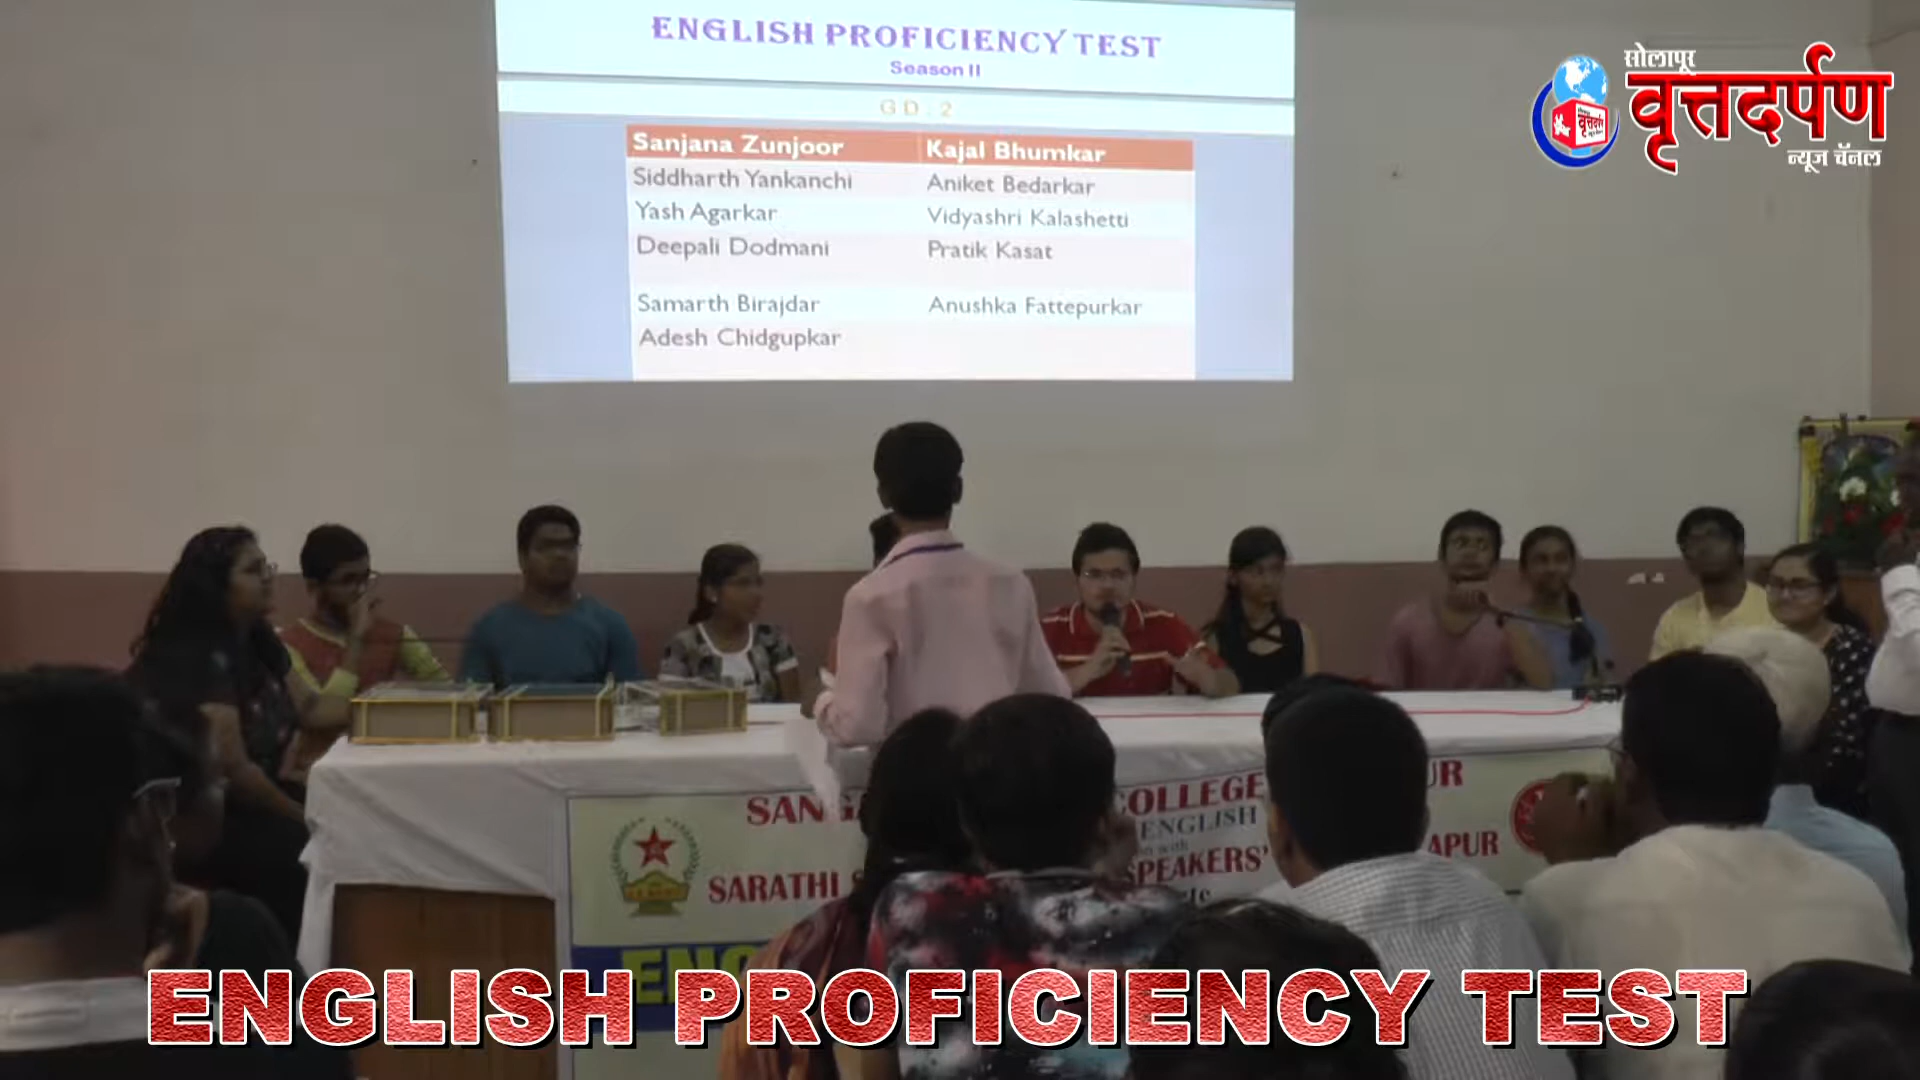 ENGLISH PROFICIENCY TEST
Season II
GD : 2
Sanjana Zunjoor Kajal Bhumkar
Siddharth Yankanchi Aniket Bedarkar
Yash Agarkar Vidyashri Kalashetti
Deepali Dodmani Pratik Kasat
Samarth Birajdar Anushka Fattepurkar
Adesh Chidgupkar
सोलापूर
वृत्तदर्पण
न्यूज चॅनल
COLLEGE
ENGLISH
with
SARATHI SPEAKERS'
ENGLISH PROFICIENCY TEST